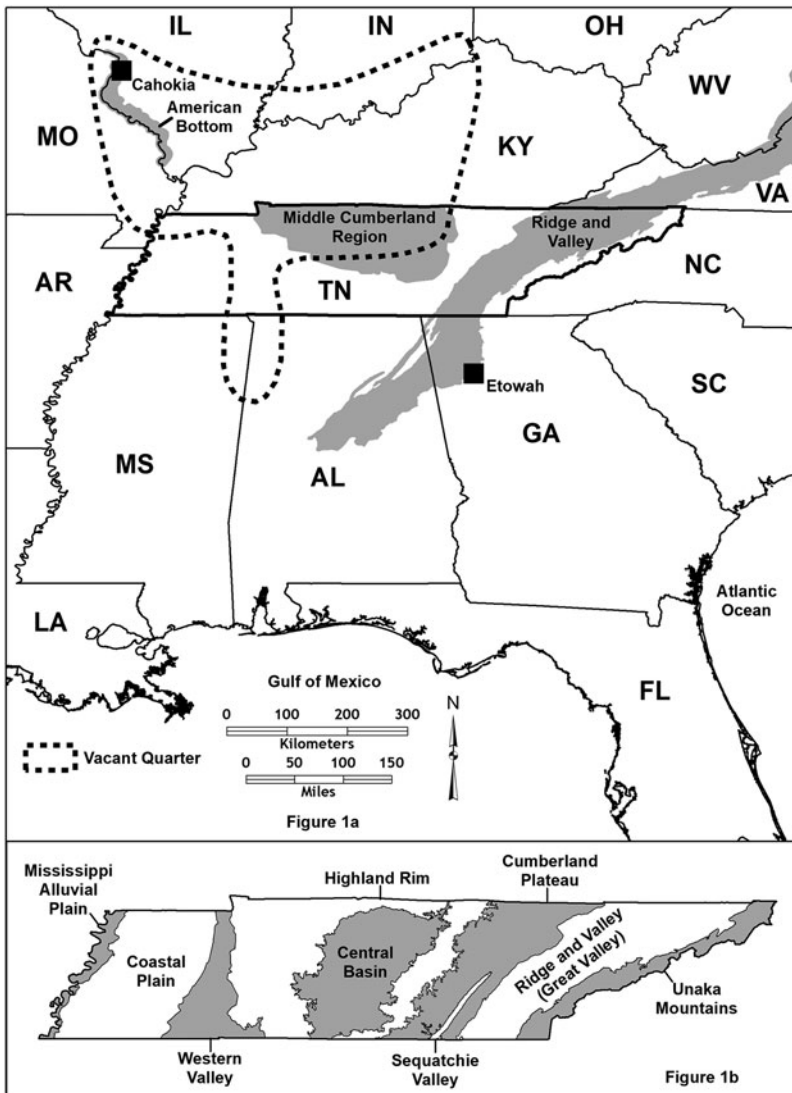 IL
IN
OH
Cahokia
American
Bottom
WV
MO
KY
VA
Middle Cumberland
Region
Ridge and
Valley
AR
TN
NC
Etowah
SC
MS
AL
GA
Atlantic
Ocean
LA
Gulf of Mexico
FL
N
0 100 200 300
Kilometers
0 50 100 150
Miles
Vacant Quarter
Figure 1a
Mississippi
Alluvial
Plain
Highland Rim
Cumberland
Plateau
Coastal
Plain
Central
Basin
Ridge and Valley
(Great Valley)
Unaka
Mountains
Western
Valley
Sequatchie
Valley
Figure 1b